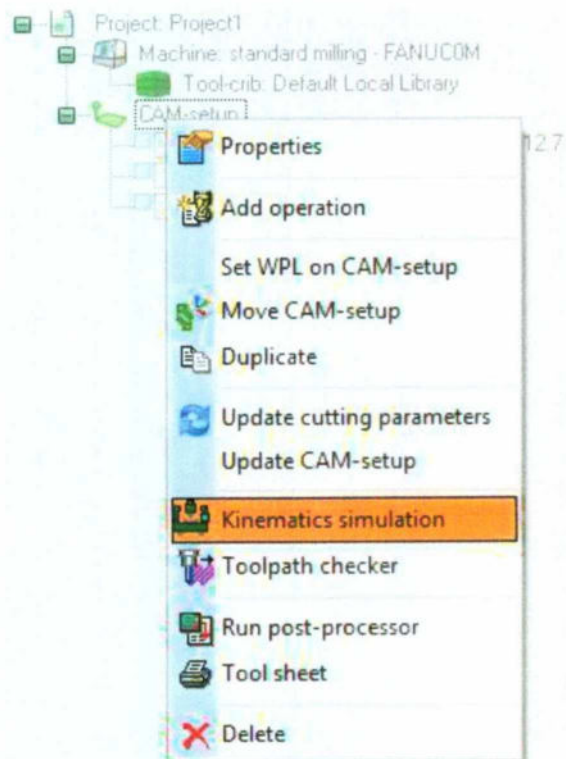 Project: Project1
Machine: standard milling - FANUC0M
Tool-crib: Default Local Library
CAM-setup
12.7
Properties
Add operation
Set WPL on CAM-setup
Move CAM-setup
Duplicate
Update cutting parameters
Update CAM-setup
Kinematics simulation
Toolpath checker
Run post-processor
Tool sheet
Delete